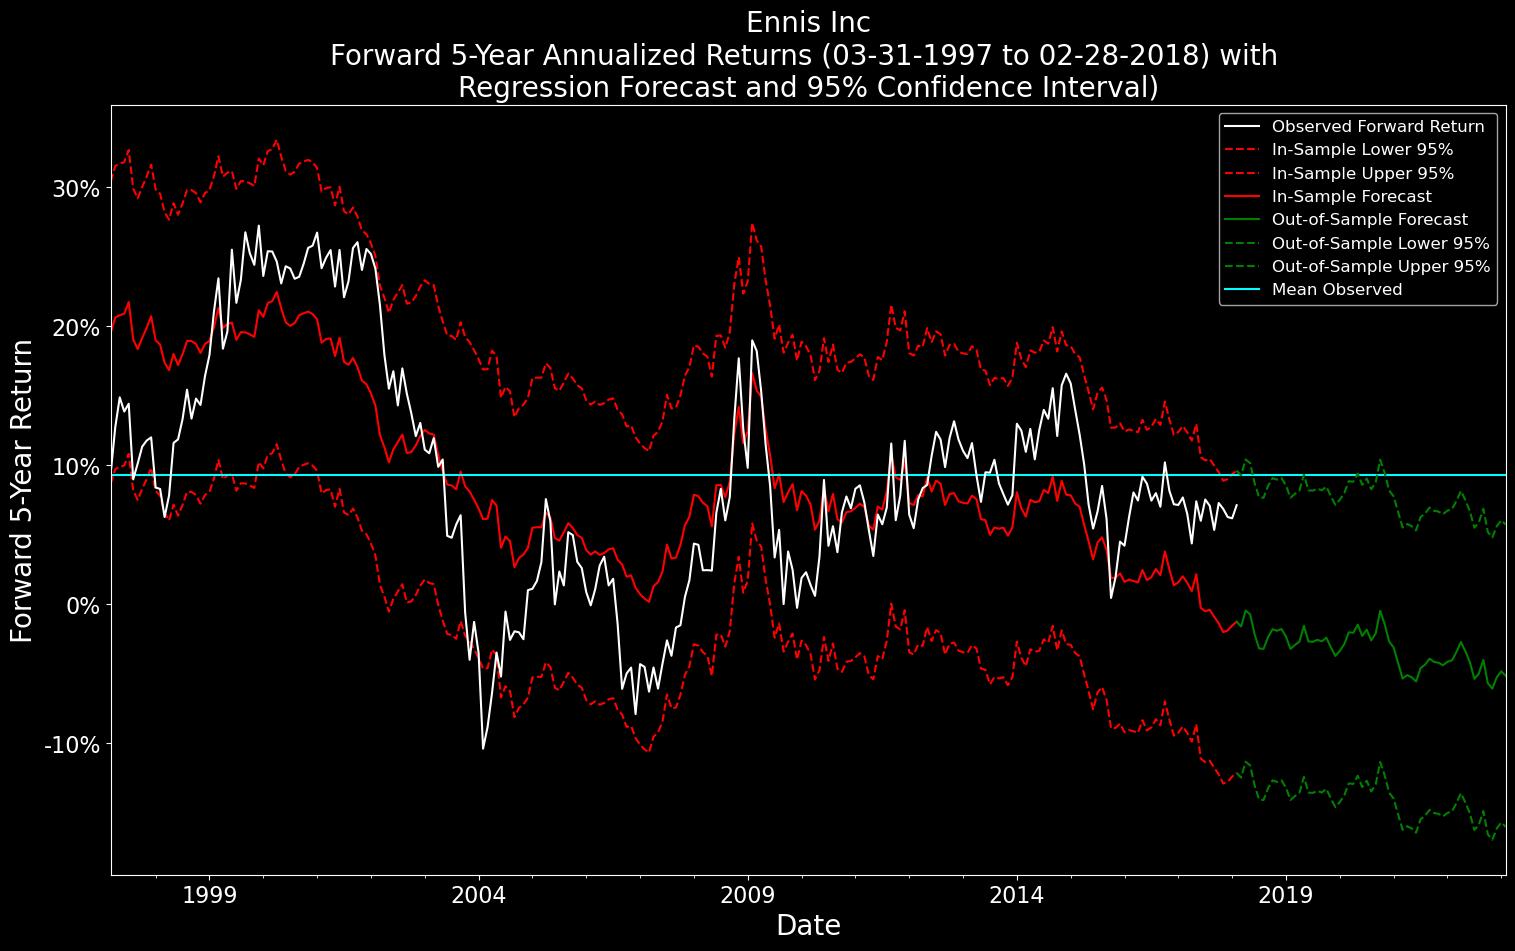 Ennis Inc
Forward 5-Year Annualized Returns (03-31-1997 to 02-28-2018) with
Regression Forecast and 95% Confidence Interval)
Observed Forward Return
In-Sample Lower 95%
In-Sample Upper 95%
In-Sample Forecast
Out-of-Sample Forecast
Out-of-Sample Lower 95%
Out-of-Sample Upper 95%
Mean Observed
Forward 5-Year Return
30%
20%
10%
0%
-10%
1999
2004
2009
2014
2019
Date